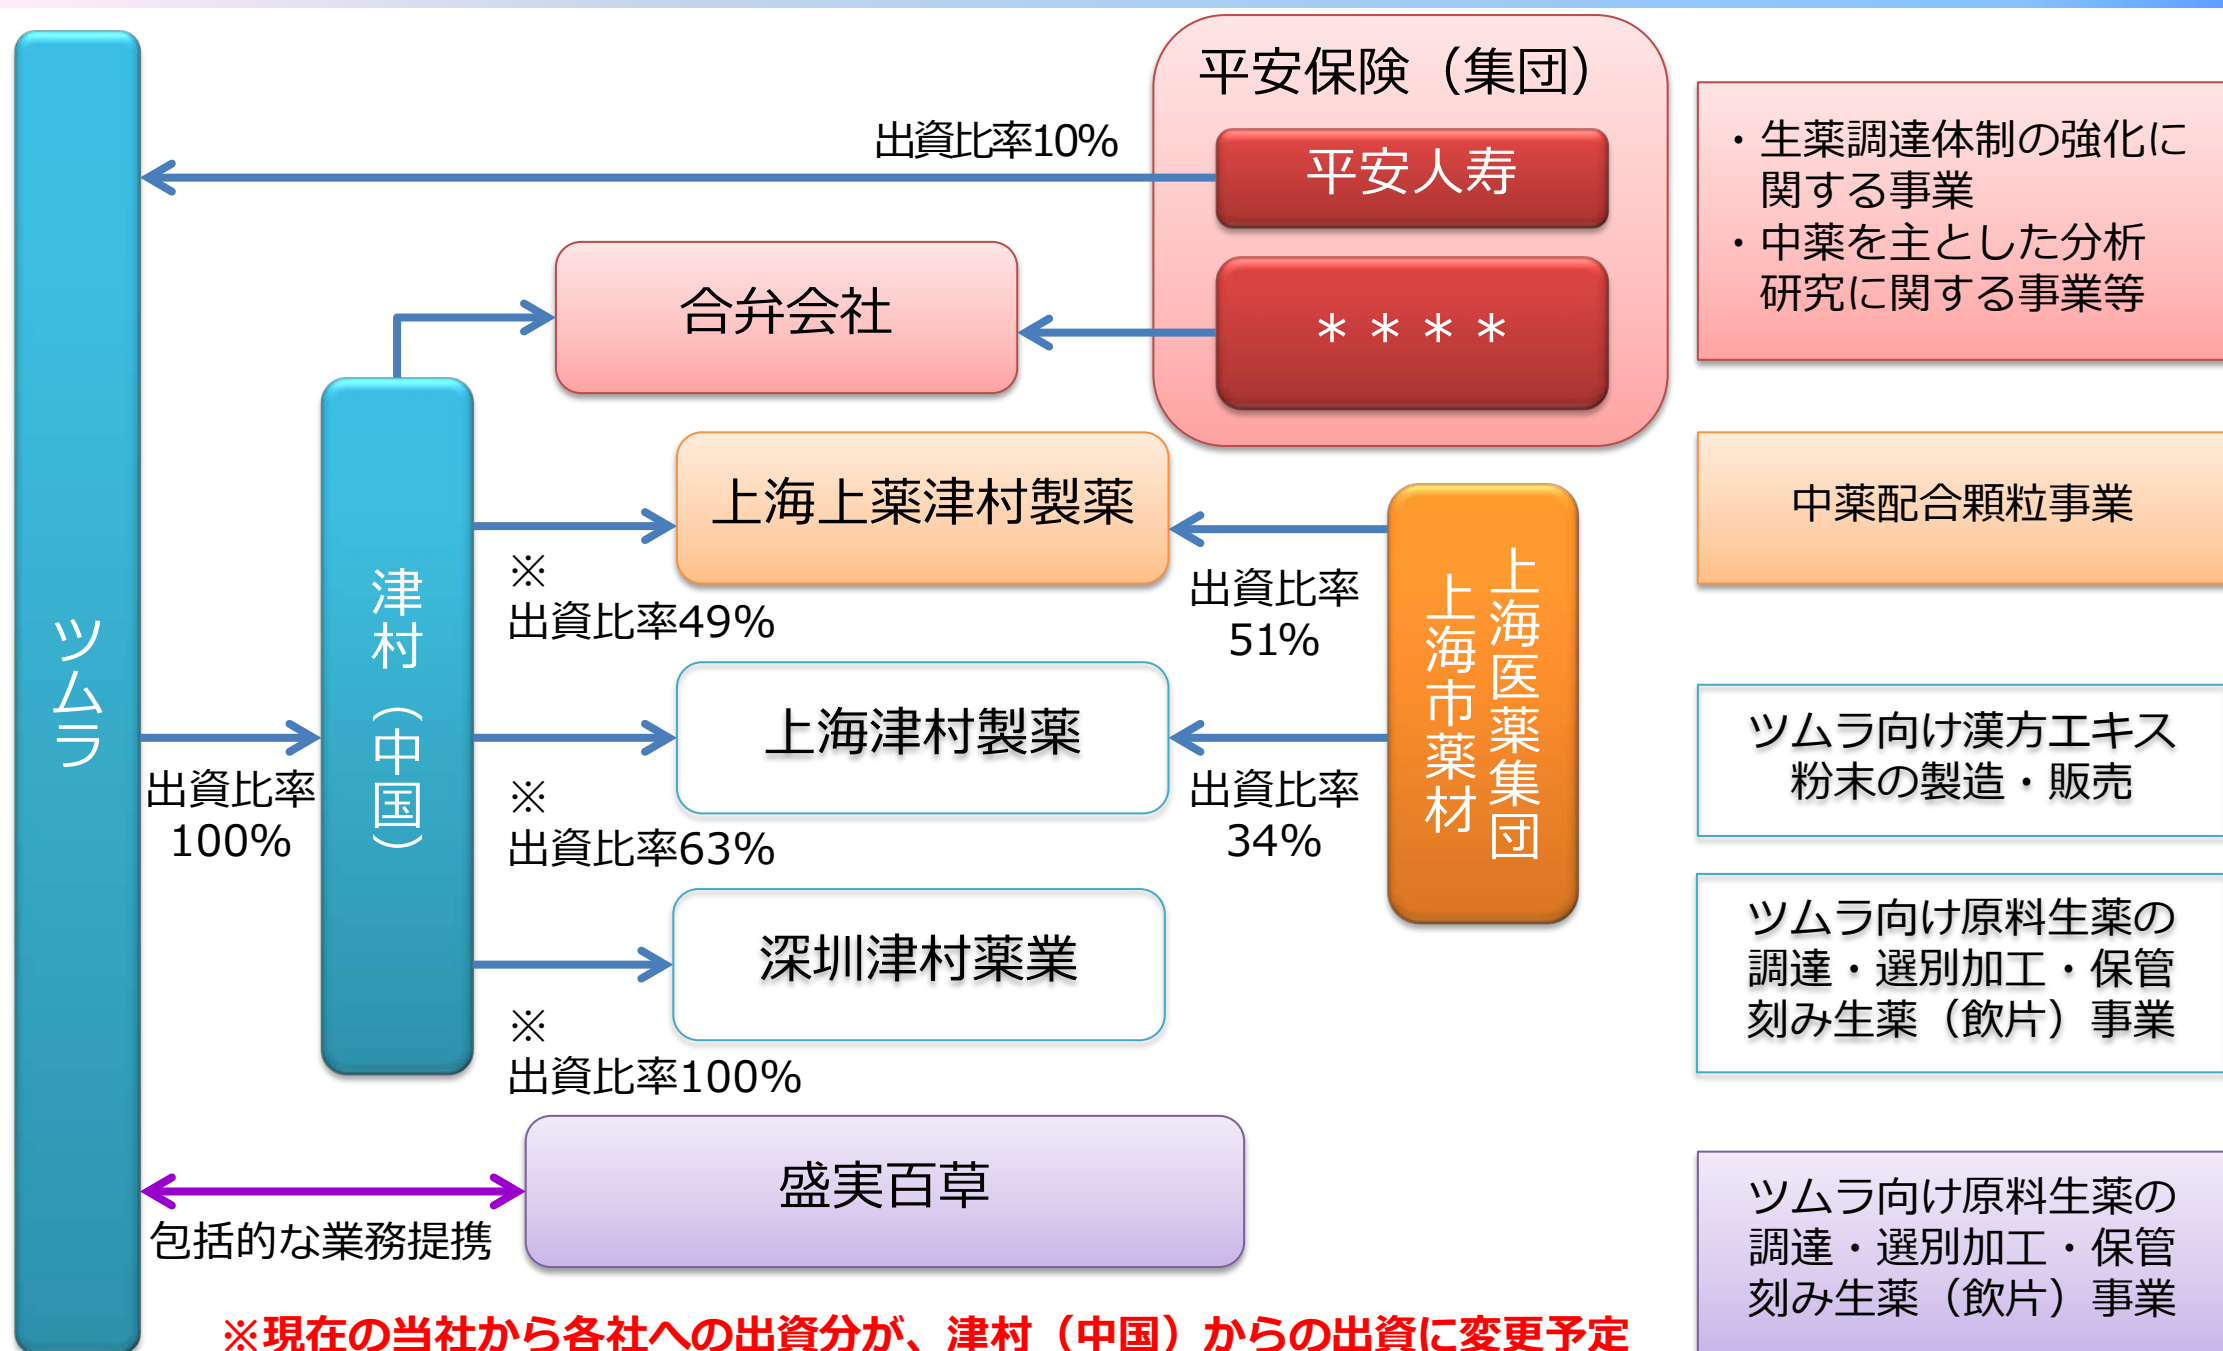 平安保険（集団）
出資比率10%
平安人寿
＊＊＊＊
合弁会社
・生薬調達体制の強化に
関する事業
・中薬を主とした分析
研究に関する事業等
ツムラ
出資比率
100%
津村（中国）
上海上薬津村製薬
※
出資比率49%
出資比率
51%
上海医薬集団
上海市薬材
中薬配合顆粒事業
上海津村製薬
※
出資比率63%
出資比率
34%
ツムラ向け漢方エキス
粉末の製造・販売
深圳津村薬業
※
出資比率100%
ツムラ向け原料生薬の
調達・選別加工・保管
刻み生薬（飲片）事業
盛実百草
包括的な業務提携
ツムラ向け原料生薬の
調達・選別加工・保管
刻み生薬（飲片）事業
※現在の当社から各社への出資分が、津村（中国）からの出資に変更予定